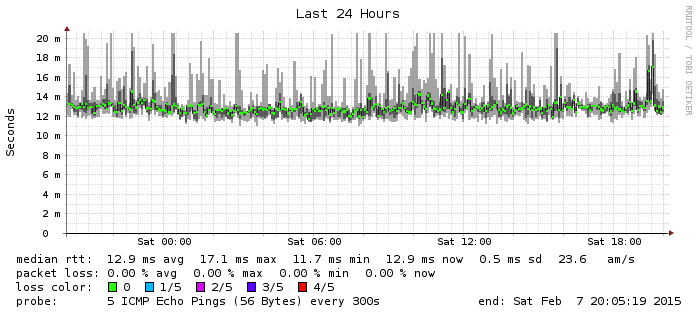 Last 24 Hours
RRDTOOL / TOBI OETIKER
Seconds
20 m
18 m
16 m
14 m
12 m
10 m
8 m
6 m
4 m
2 m
0
Sat 00:00 Sat 06:00 Sat 12:00 Sat 18:00
median rtt: 12.9 ms avg 17.1 ms max 11.7 ms min 12.9 ms now 0.5 ms sd 23.6 am/s
packet loss: 0.00 % avg 0.00 % max 0.00 % min 0.00 % now
loss color: 0 1/5 2/5 3/5 4/5
probe: 5 ICMP Echo Pings (56 Bytes) every 300s end: Sat Feb 7 20:05:19 2015